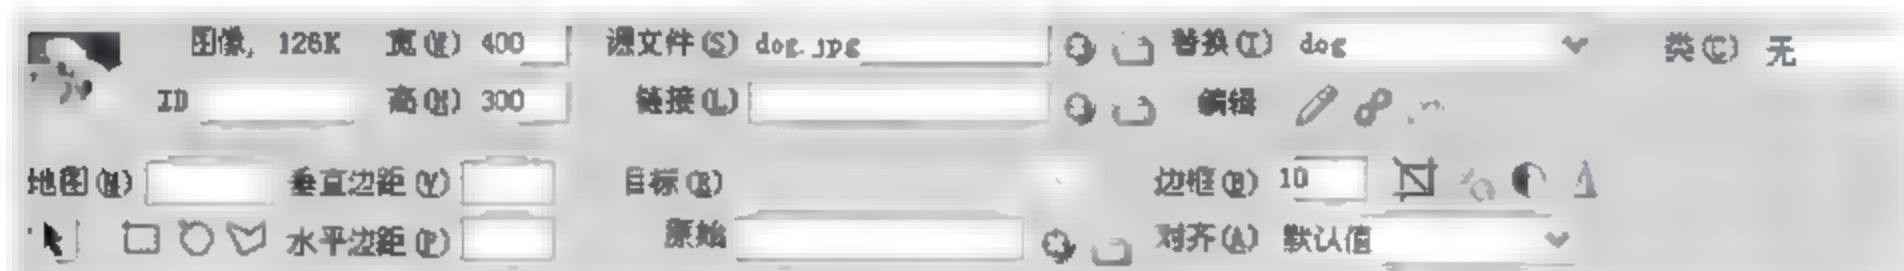 图像, 126K 宽(W) 400 源文件(S) dog.jpg 替换(T) dog 类(C) 无
ID 高(H) 300 链接(L) 编辑
地图(M) 垂直边距(V) 目标(R) 边框(B) 10
水平边距(P) 原始 对齐(A) 默认值